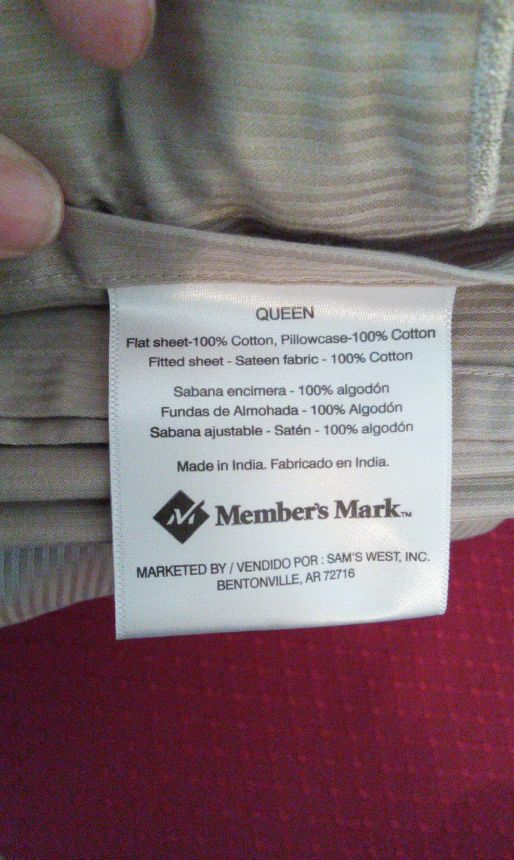 QUEEN
Flat sheet-100% Cotton, Pillowcase-100% Cotton
Fitted sheet - Sateen fabric - 100% Cotton
Sabana encimera - 100% algodón
Fundas de Almohada - 100% Algodón
Sabana ajustable - Satén - 100% algodón
Made in India. Fabricado en India.
Member's Mark™
MARKETED BY / VENDIDO POR : SAM'S WEST, INC.
BENTONVILLE, AR 72716